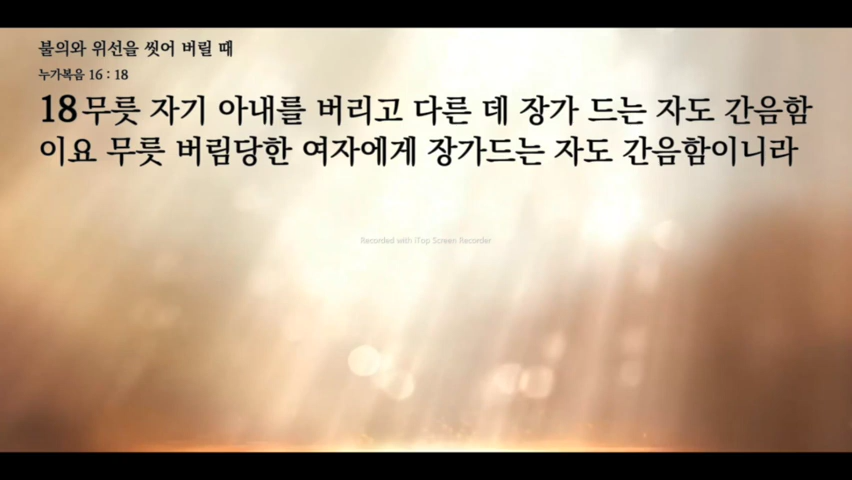 불의와 위선을 씻어 버릴 때
누가복음 16 : 18
18 무릇 자기 아내를 버리고 다른 데 장가 드는 자도 간음함
이요 무릇 버림당한 여자에게 장가드는 자도 간음함이니라
Recorded with iTop Screen Recorder